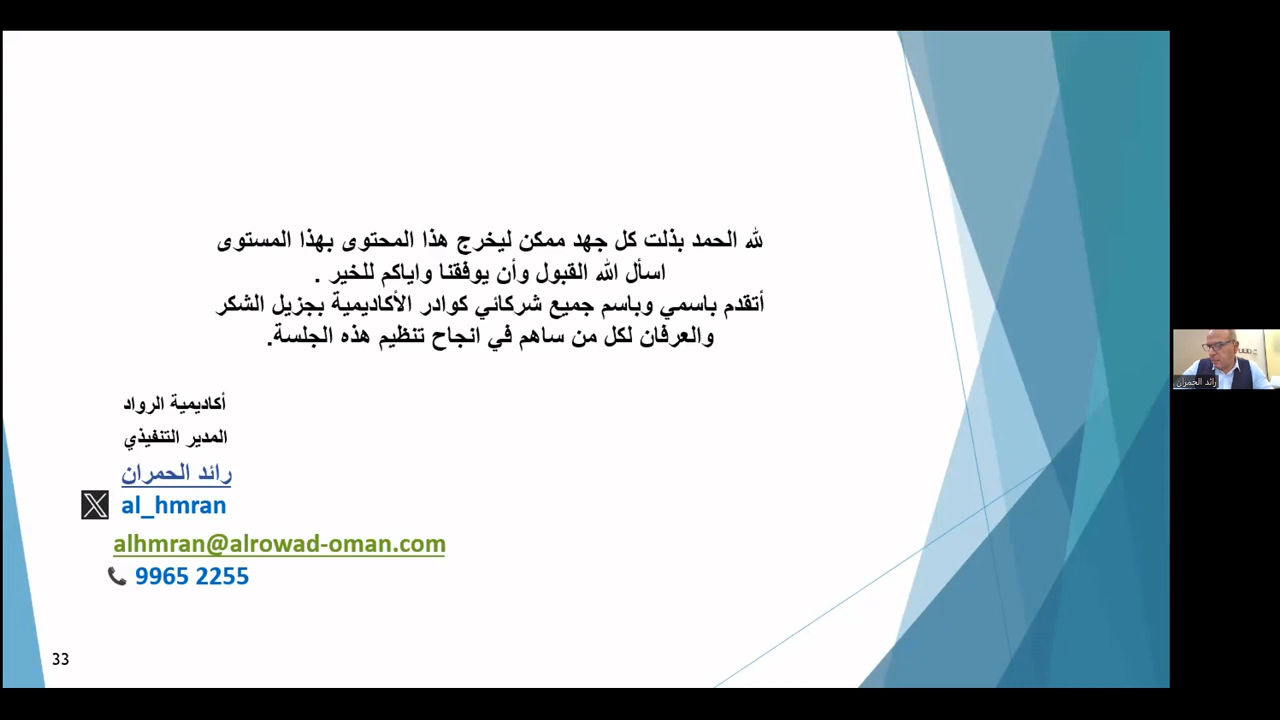 لله الحمد بذلت كل جهد ممكن ليخرج هذا المحتوى بهذا المستوى
اسأل الله القبول وأن يوفقنا واياكم للخير .
أتقدم باسمي وباسم جميع شركائي كوادر الأكاديمية بجزيل الشكر
والعرفان لكل من ساهم في انجاح تنظيم هذه الجلسة.
أكاديمية الرواد
المدير التنفيذي
رائد الحمران
al_hmran
alhmran@alrowad-oman.com
9965 2255
33
رائد الحمران